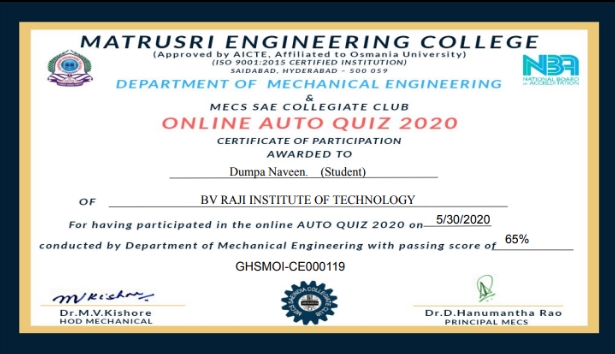 MATRUSRI ENGINEERING COLLEGE
(Approved by AICTE, Affiliated to Osmania University)
(ISO 9001:2015 CERTIFIED INSTITUTION)
SAIDABAD, HYDERABAD - 500 059
NBA
NATIONAL BOARD
of ACCREDITATION
DEPARTMENT OF MECHANICAL ENGINEERING
&
MECS SAE COLLEGIATE CLUB
ONLINE AUTO QUIZ 2020
CERTIFICATE OF PARTICIPATION
AWARDED TO
Dumpa Naveen. (Student)
OF BV RAJU INSTITUTE OF TECHNOLOGY
For having participated in the online AUTO QUIZ 2020 on 5/30/2020
conducted by Department of Mechanical Engineering with passing score of 65%
GHSMOI-CE000119
Dr.M.V.Kishore
HOD MECHANICAL
Dr.D.Hanumantha Rao
PRINCIPAL MECS